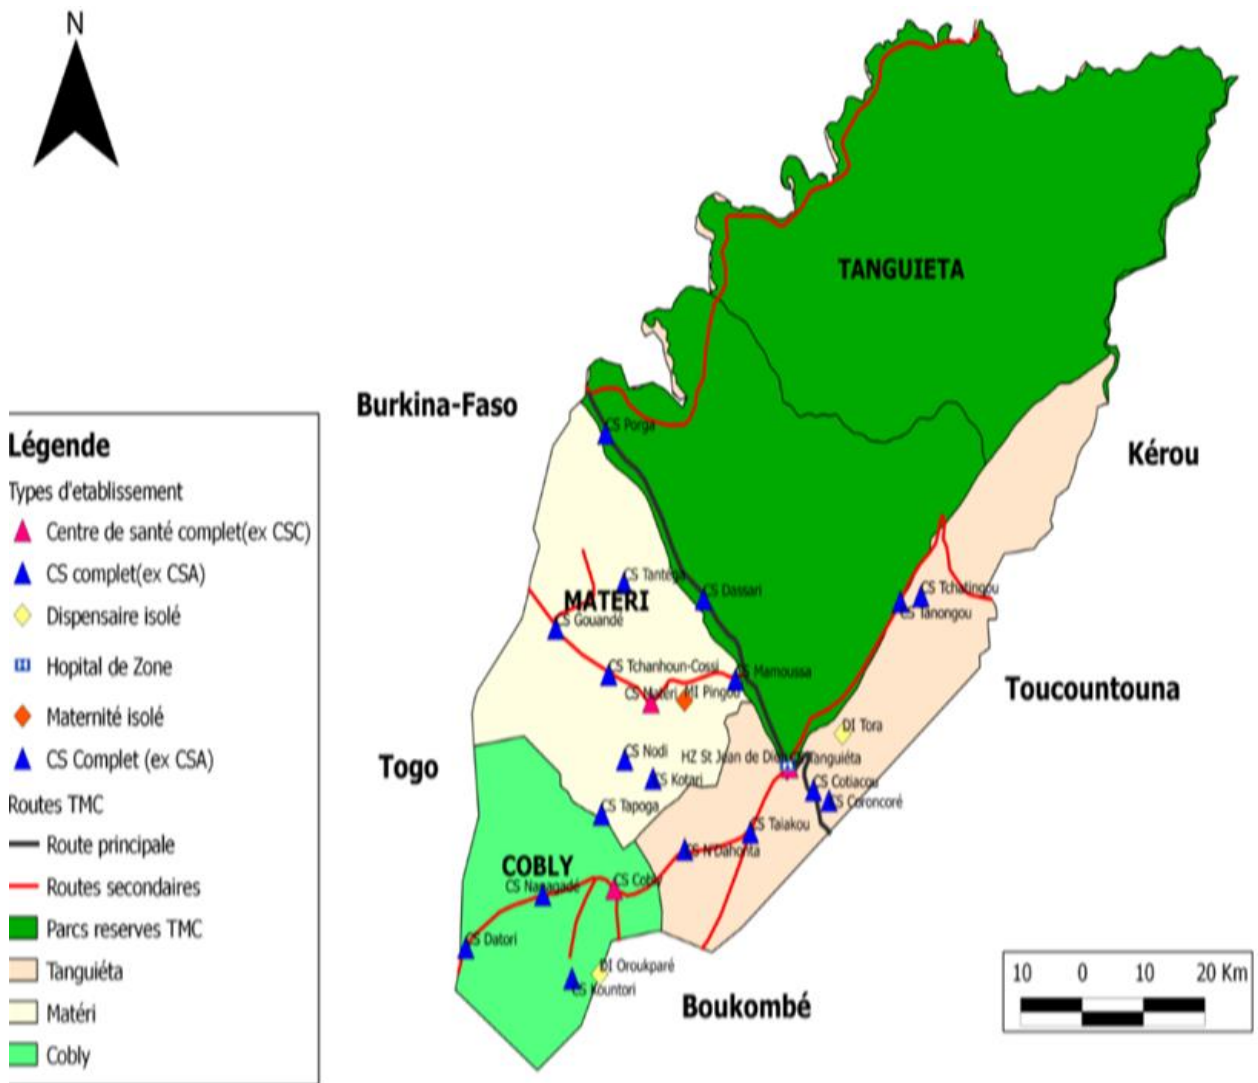 N
TANGUIETA
Burkina-Faso
Kérou
CS Porga
Légende
Types d'etablissement
Centre de santé complet(ex CSC)
CS complet(ex CSA)
Dispensaire isolé
Hopital de Zone
Maternité isolé
CS Complet (ex CSA)
Routes TMC
Route principale
Routes secondaires
Parcs reserves TMC
Tanguiéta
Matéri
Cobly
CS Tantéga
MATERI
CS Dassari
CS Tchatingou
CS Tanongou
CS Gouandé
CS Tchanhoun-Cossi
CS Mamoussa
CS Matéri
MI Pingou
Toucountouna
DI Tora
Togo
CS Nodi
HZ St Jean de Dieu
Tanguiéta
CS Kotari
CS Cotiacou
CS Coroncoré
CS Tapoga
CS Taiakou
CS N'Dahonta
COBLY
CS Cobly
CS Datori
DI Oroukparé
CS Kountori
Boukombé
10 0 10 20 Km